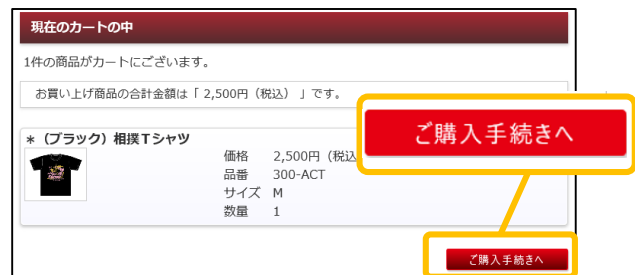 現在のカートの中
1件の商品がカートにございます。
お買い上げ商品の合計金額は「 2,500円（税込） 」です。
ご購入手続きへ
＊（ブラック）相撲Tシャツ
価格 2,500円（税込
品番 300-ACT
サイズ M
数量 1
ご購入手続きへ